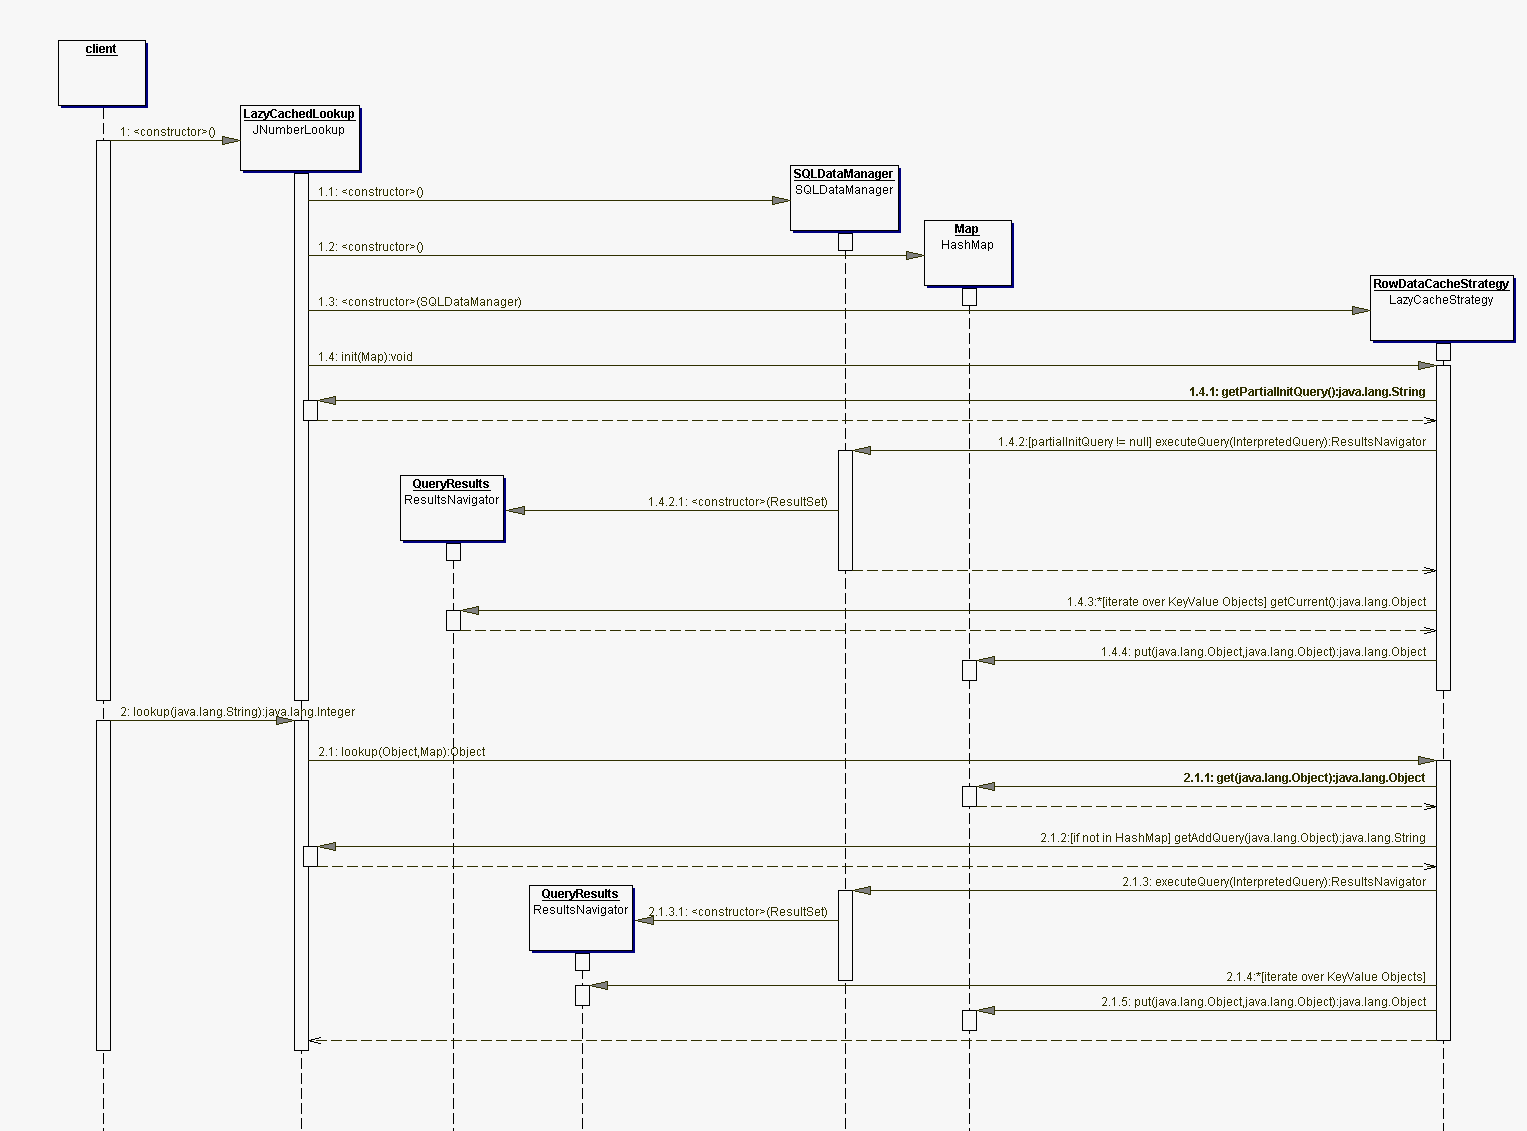 client
LazyCachedLookup
JNumberLookup
1: <constructor>()
SQLDataManager
SQLDataManager
1.1: <constructor>()
Map
HashMap
1.2: <constructor>()
RowDataCacheStrategy
LazyCacheStrategy
1.3: <constructor>(SQLDataManager)
1.4: init(Map):void
1.4.1: getPartialInitQuery():java.lang.String
1.4.2:[partialInitQuery != null] executeQuery(InterpretedQuery):ResultsNavigator
QueryResults
ResultsNavigator
1.4.2.1: <constructor>(ResultSet)
1.4.3:*[iterate over KeyValue Objects] getCurrent():java.lang.Object
1.4.4: put(java.lang.Object,java.lang.Object):java.lang.Object
2: lookup(java.lang.String):java.lang.Integer
2.1: lookup(Object,Map):Object
2.1.1: get(java.lang.Object):java.lang.Object
2.1.2:[if not in HashMap] getAddQuery(java.lang.Object):java.lang.String
2.1.3: executeQuery(InterpretedQuery):ResultsNavigator
QueryResults
ResultsNavigator
2.1.3.1: <constructor>(ResultSet)
2.1.4:*[iterate over KeyValue Objects]
2.1.5: put(java.lang.Object,java.lang.Object):java.lang.Object